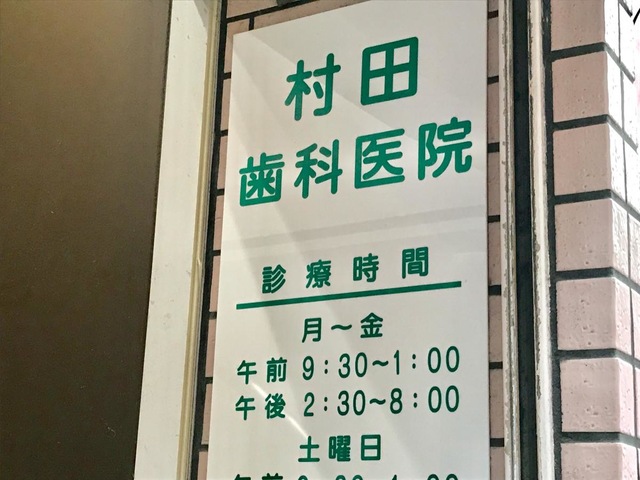 村田
歯科医院
診療時間
月～金
午前 9:30～1:00
午後 2:30～8:00
土曜日